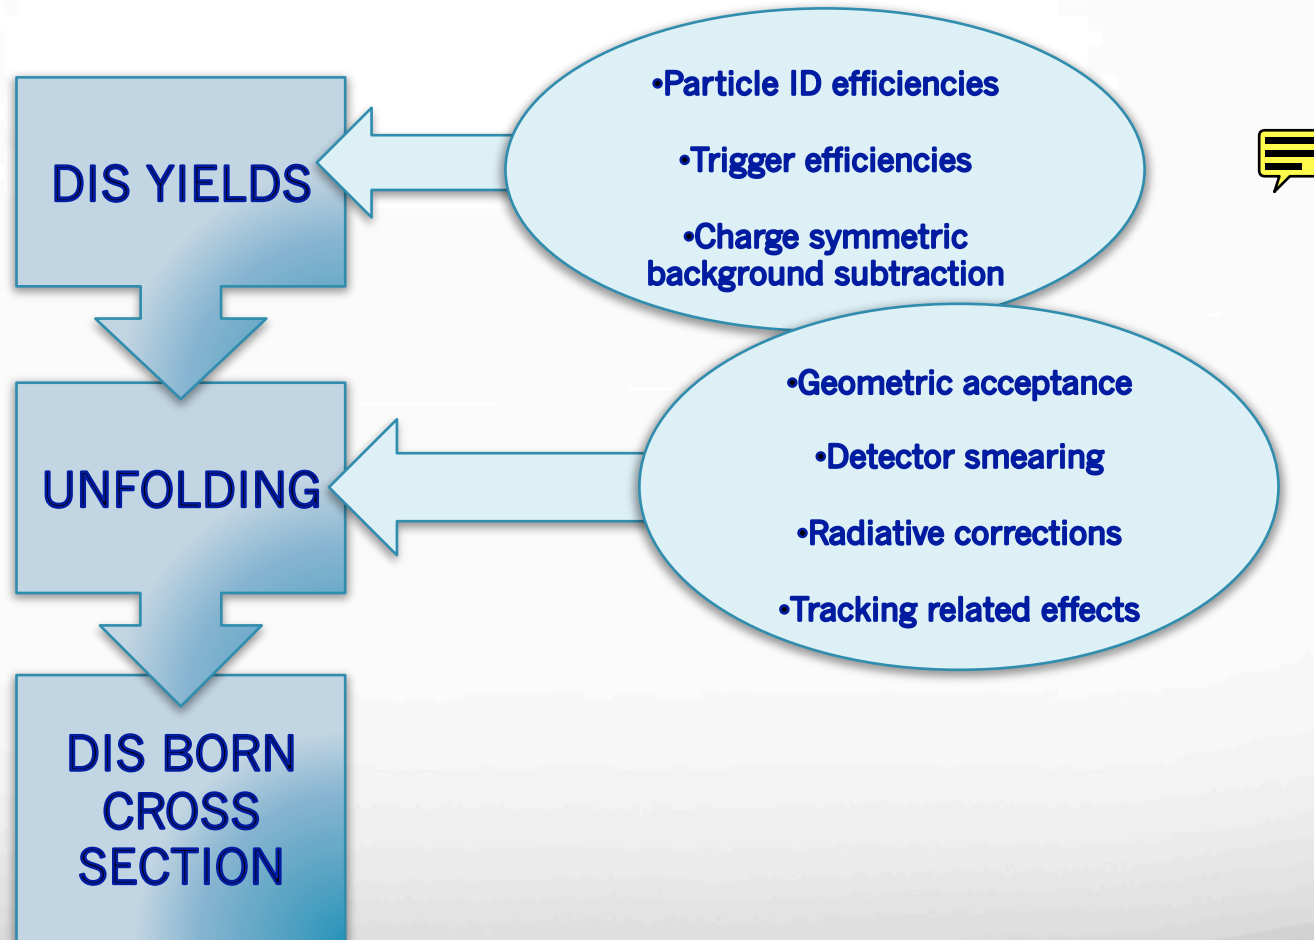 DIS YIELDS
•Particle ID efficiencies
•Trigger efficiencies
•Charge symmetric
background subtraction
UNFOLDING
•Geometric acceptance
•Detector smearing
•Radiative corrections
•Tracking related effects
DIS BORN
CROSS
SECTION